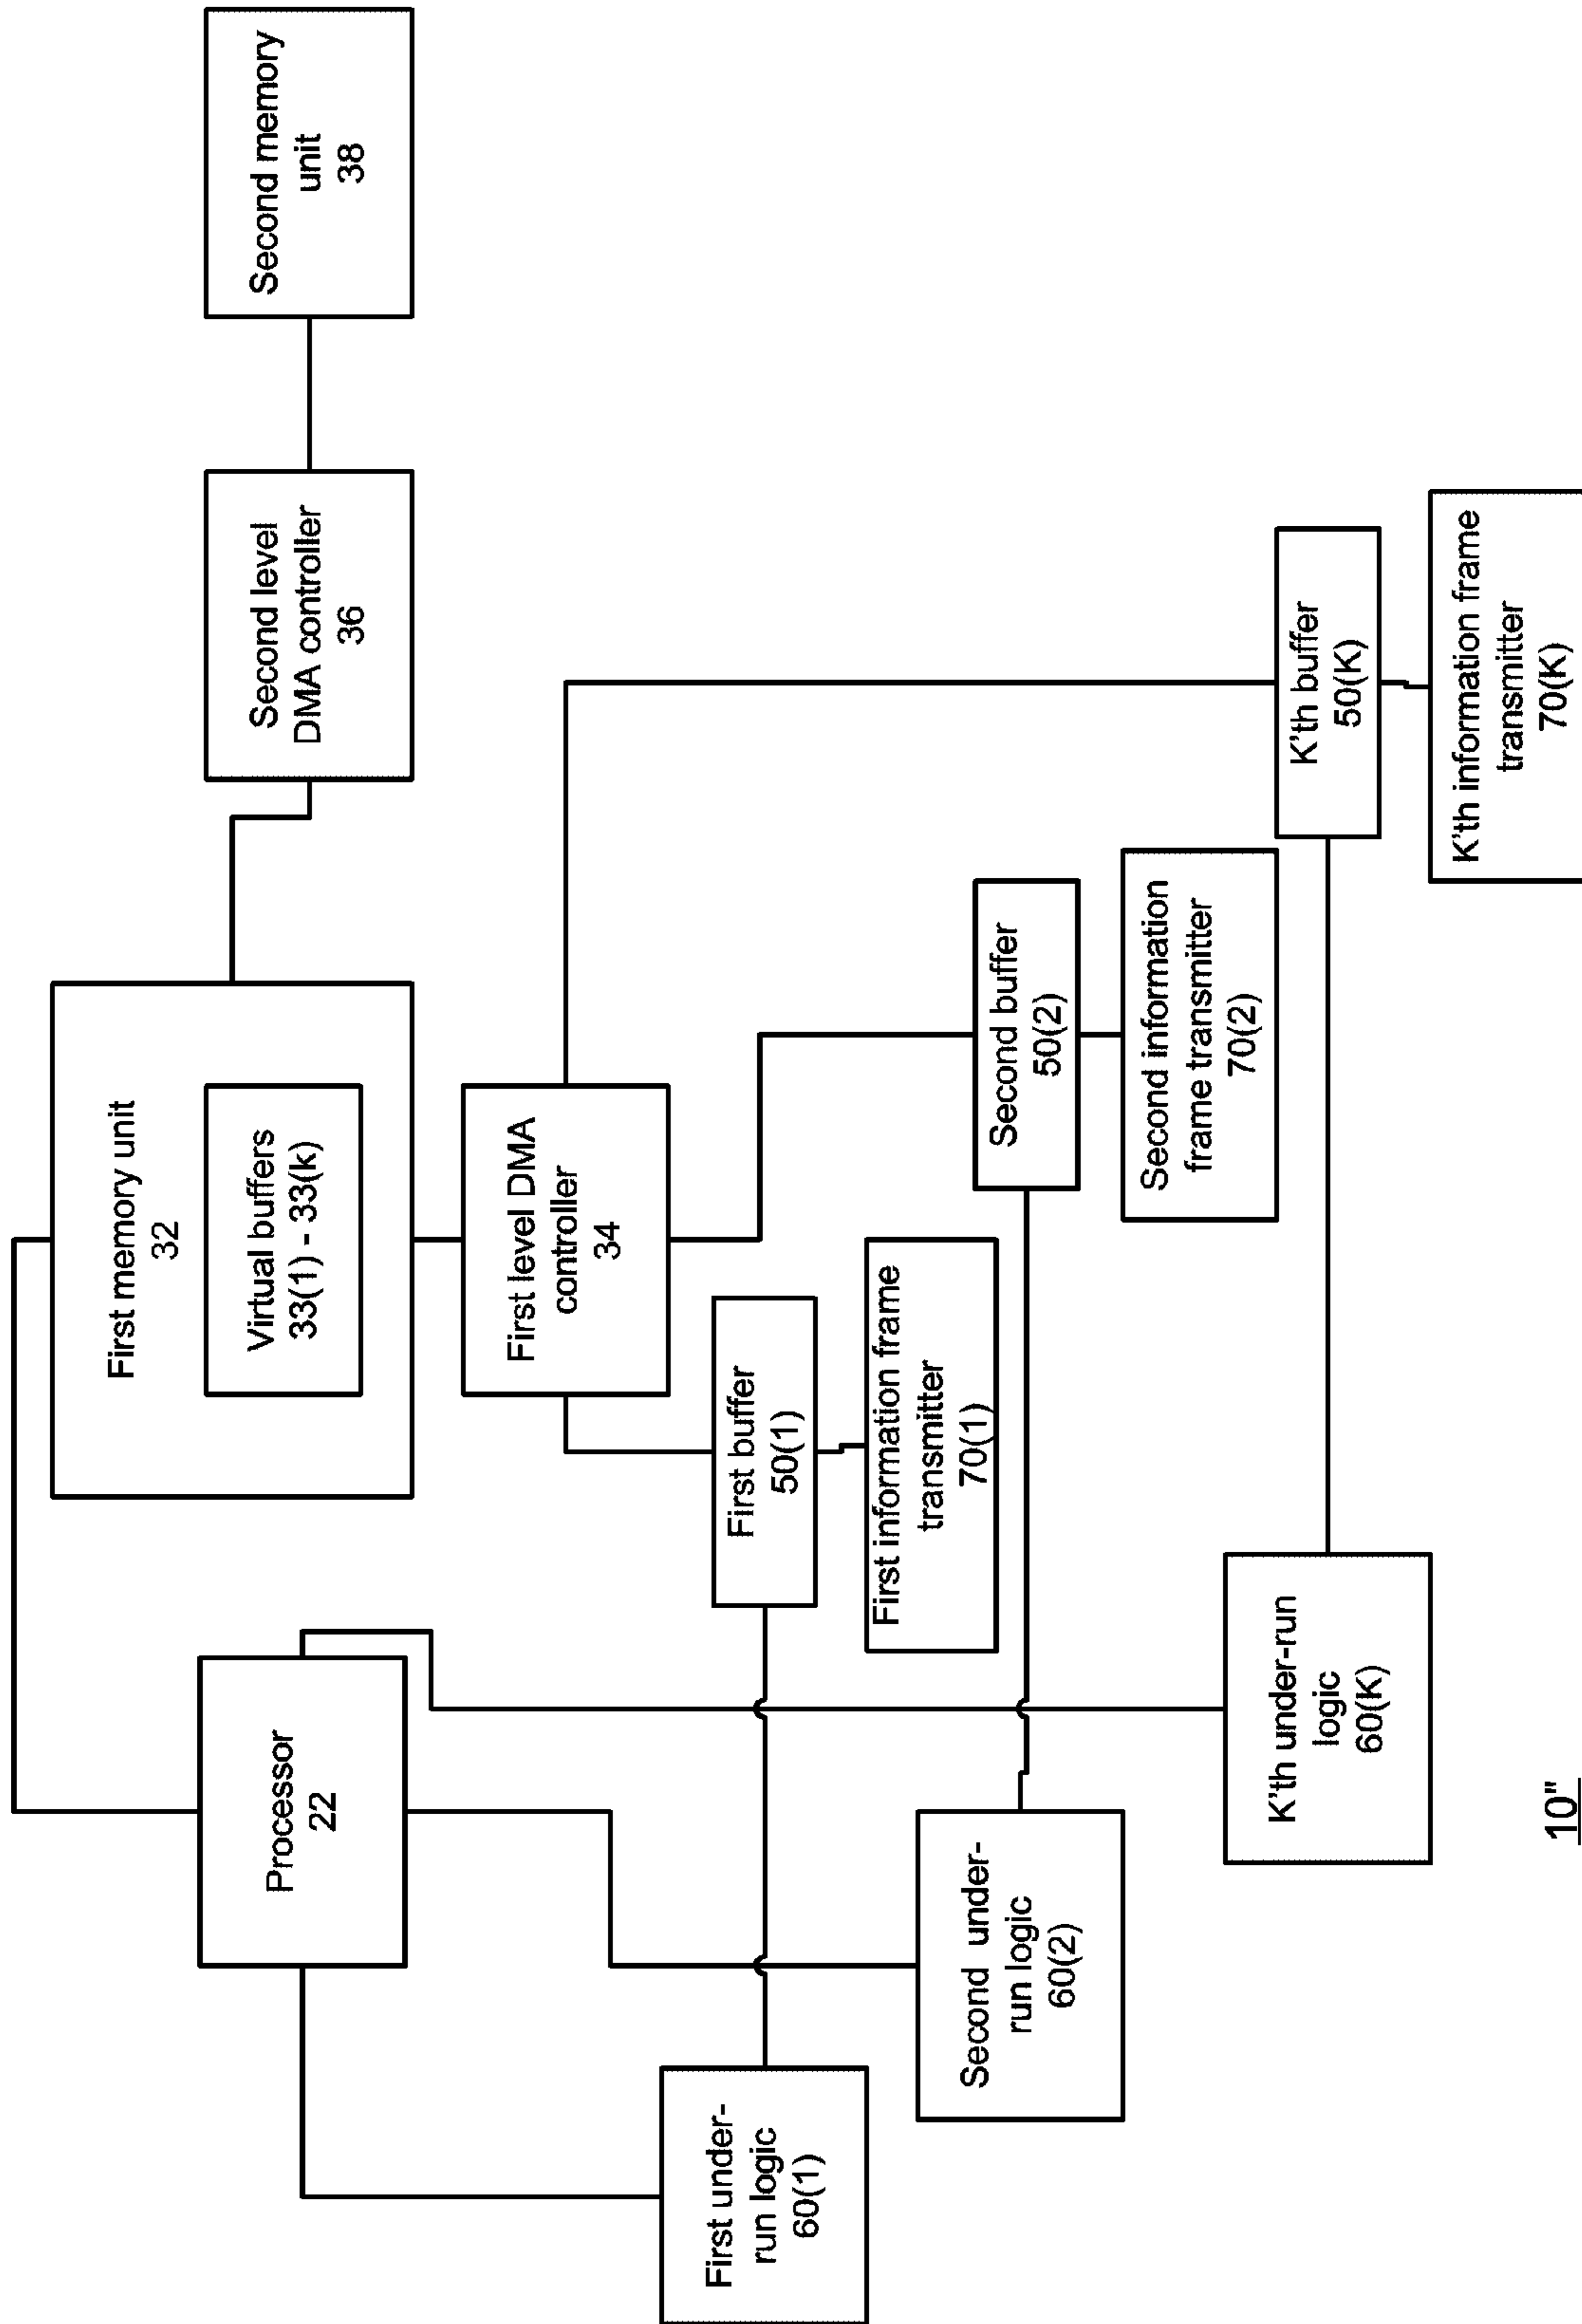 Processor
22
First memory unit
32
Virtual buffers
33(1) - 33(k)
Second level
DMA controller
36
Second memory
unit
38
First level DMA
controller
34
First under-
run logic
60(1)
First buffer
50(1)
First information frame
transmitter
70(1)
Second under-
run logic
60(2)
Second buffer
50(2)
Second information
frame transmitter
70(2)
K'th under-run
logic
60(K)
K'th buffer
50(K)
K'th information frame
transmitter
70(K)
10"